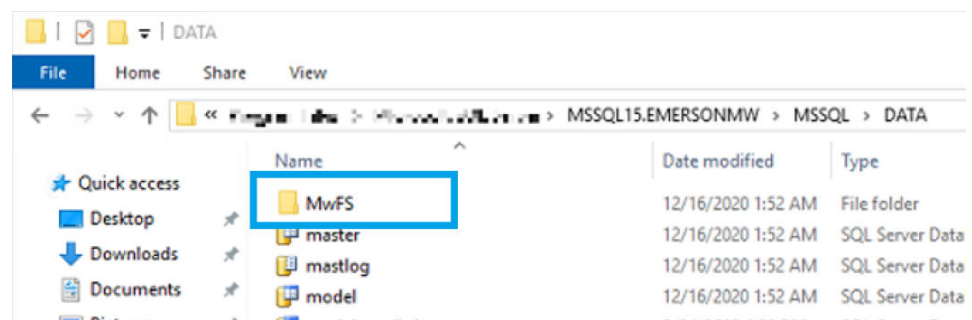 DATA
File Home Share View
« > MSSQL15.EMERSONMW > MSSQL > DATA
Name Date modified Type
Quick access
MwFS 12/16/2020 1:52 AM File folder
Desktop
master 12/16/2020 1:52 AM SQL Server Data
Downloads
mastlog 12/16/2020 1:52 AM SQL Server Data
Documents
model 12/16/2020 1:52 AM SQL Server Data